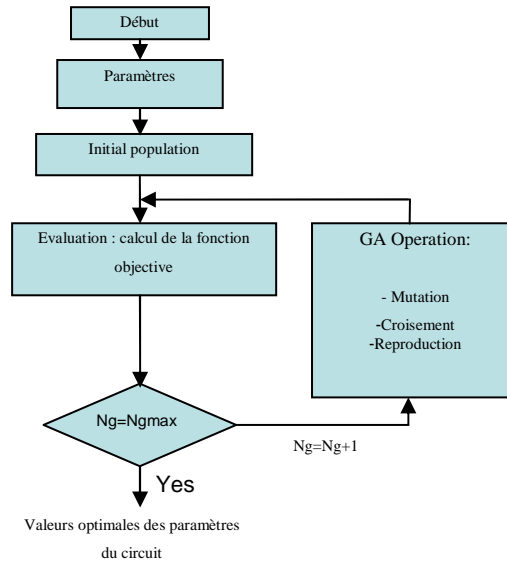 Début
Paramètres
Initial population
Evaluation : calcul de la fonction
objective
GA Operation:
- Mutation
-Croisement
-Reproduction
Ng=Ngmax
Ng=Ng+1
Yes
Valeurs optimales des paramètres
du circuit